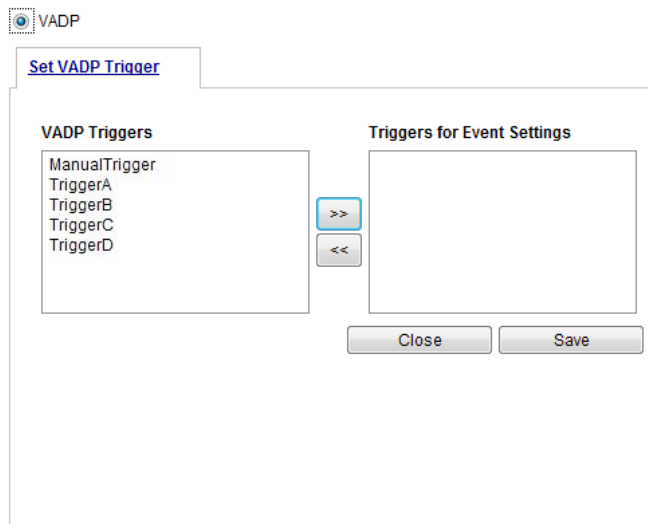 VADP
Set VADP Trigger
VADP Triggers
Triggers for Event Settings
ManualTrigger
TriggerA
TriggerB
TriggerC
TriggerD
>>
<<
Close
Save